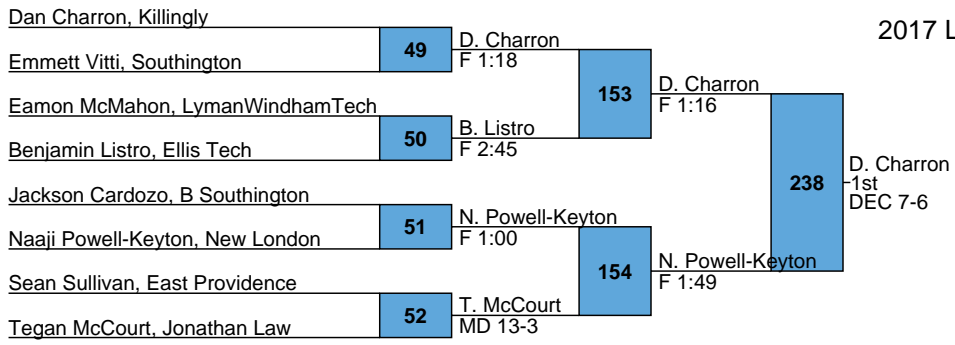 Dan Charron, Killingly
2017 L
49
D. Charron
F 1:18
Emmett Vitti, Southington
153
D. Charron
F 1:16
Eamon McMahon, LymanWindhamTech
50
B. Listro
F 2:45
Benjamin Listro, Ellis Tech
238
D. Charron
1st
DEC 7-6
Jackson Cardozo, B Southington
51
N. Powell-Keyton
F 1:00
Naaji Powell-Keyton, New London
154
N. Powell-Keyton
F 1:49
Sean Sullivan, East Providence
52
T. McCourt
MD 13-3
Tegan McCourt, Jonathan Law